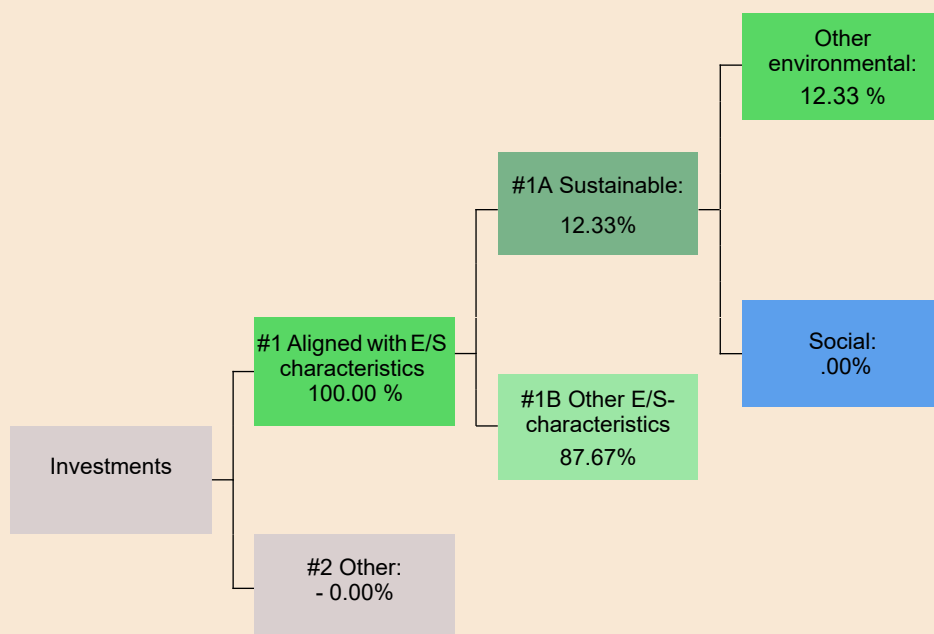 Other
environmental:
12.33 %
#1A Sustainable:
12.33%
#1 Aligned with E/S
characteristics
100.00 %
Social:
.00%
#1B Other E/S-
characteristics
87.67%
Investments
#2 Other:
- 0.00%